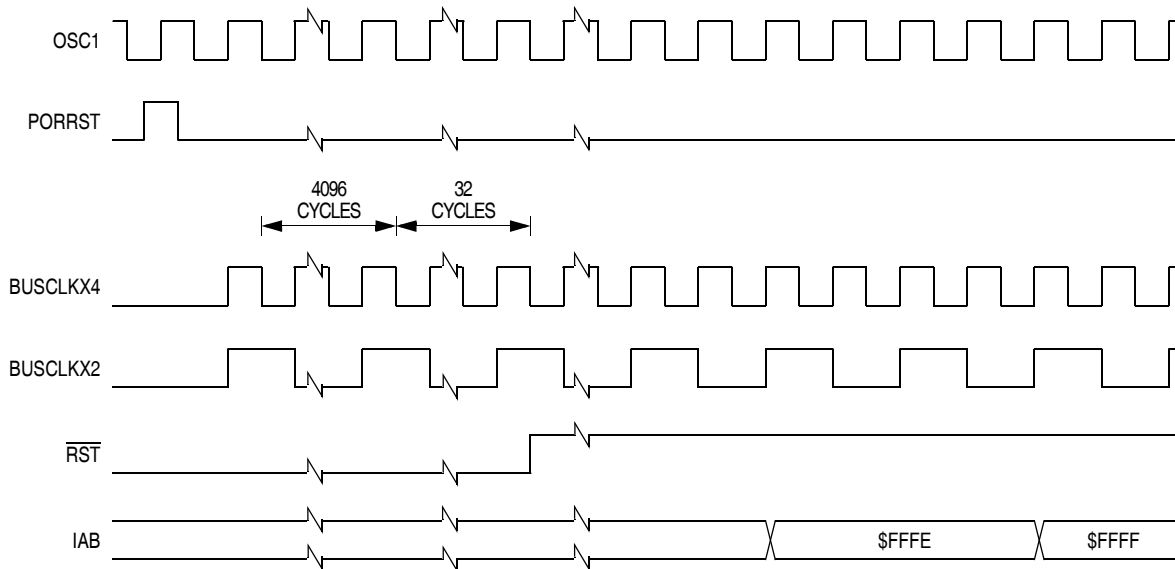 OSC1
PORRST
4096
CYCLES
32
CYCLES
BUSCLKX4
BUSCLKX2
RST
IAB
$FFFE
$FFFF